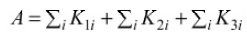 A = ∑ᵢ K₁ᵢ + ∑ᵢ K₂ᵢ + ∑ᵢ K₃ᵢ